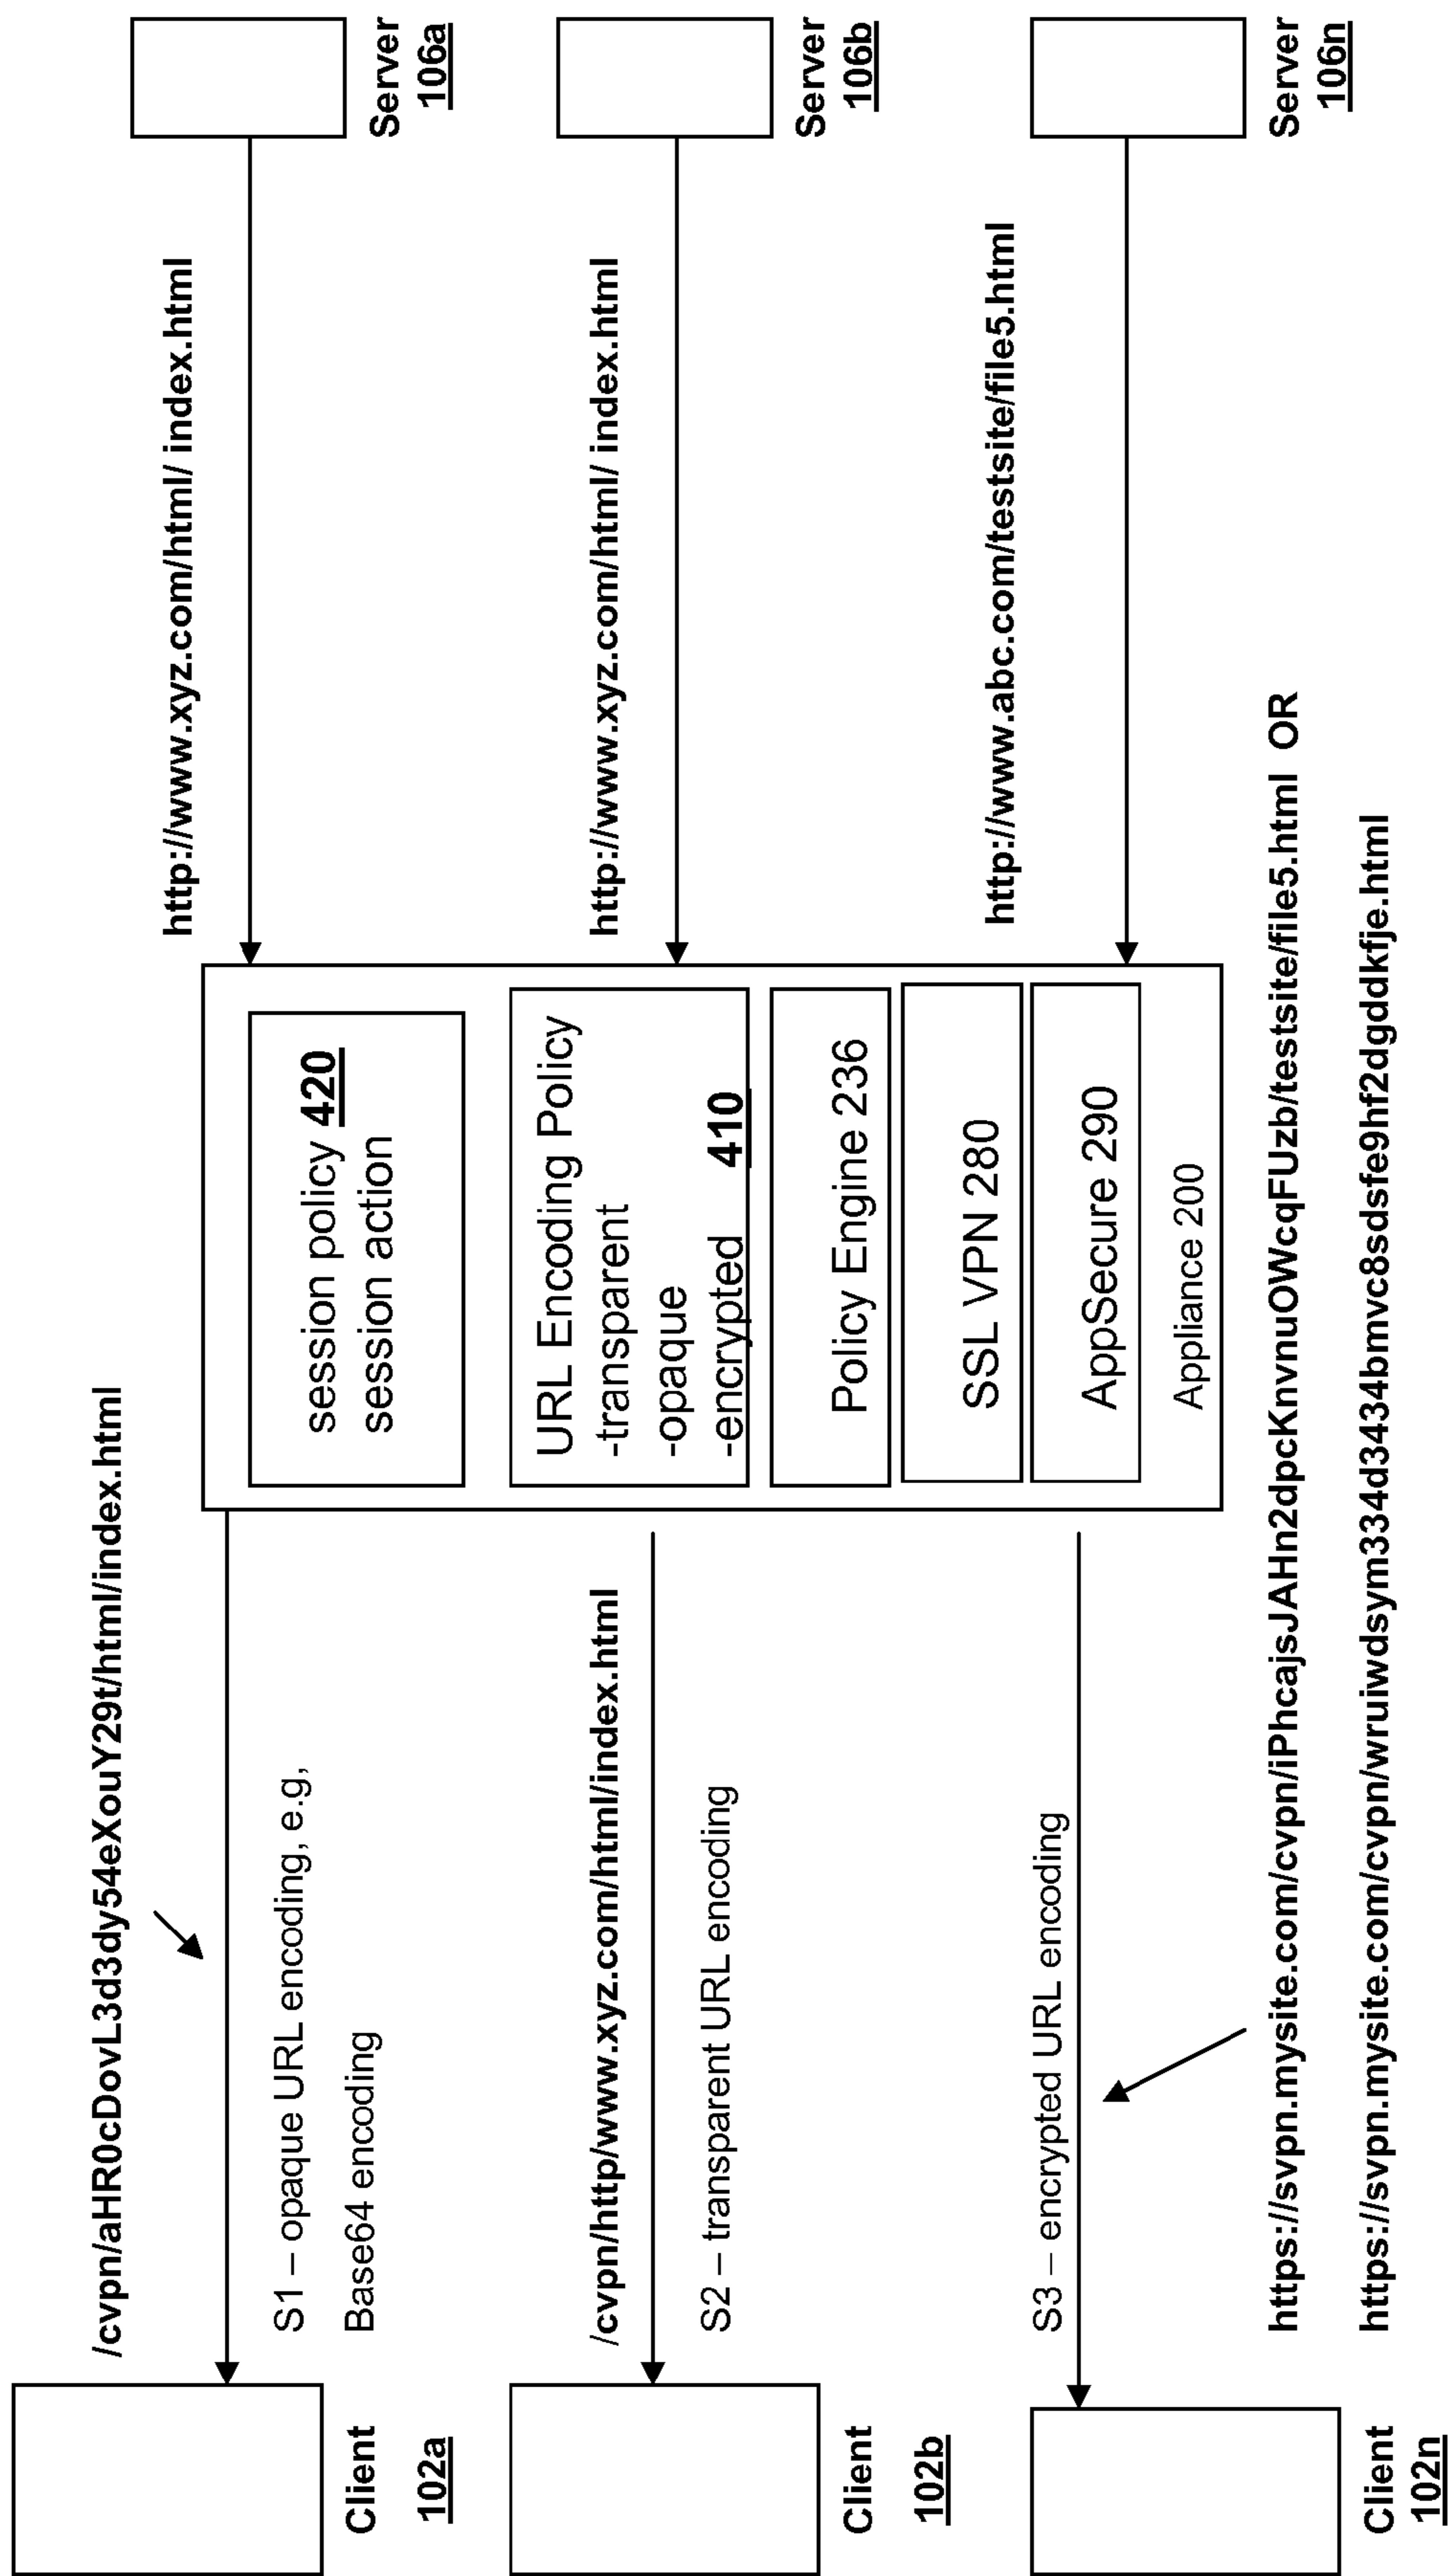 /cvpn/aHR0cDovL3d3dy54eXouY29t/html/index.html
http://www.xyz.com/html/ index.html
S1 – opaque URL encoding, e.g,
Base64 encoding
Client
102a
session policy 420
session action
Server
106a
/cvpn/http/www.xyz.com/html/index.html
http://www.xyz.com/html/ index.html
S2 – transparent URL encoding
Client
102b
URL Encoding Policy
-transparent
-opaque
-encrypted 410
Server
106b
Policy Engine 236
SSL VPN 280
AppSecure 290
Appliance 200
http://www.abc.com/testsite/file5.html
S3 – encrypted URL encoding
Server
106n
https://svpn.mysite.com/cvpn/iPhcajsJAHn2dpcKnvnuOWcqFUzb/testsite/file5.html OR
https://svpn.mysite.com/cvpn/wruiwdsym334d3434bmvc8sdsfe9hf2dgddkfje.html
Client
102n